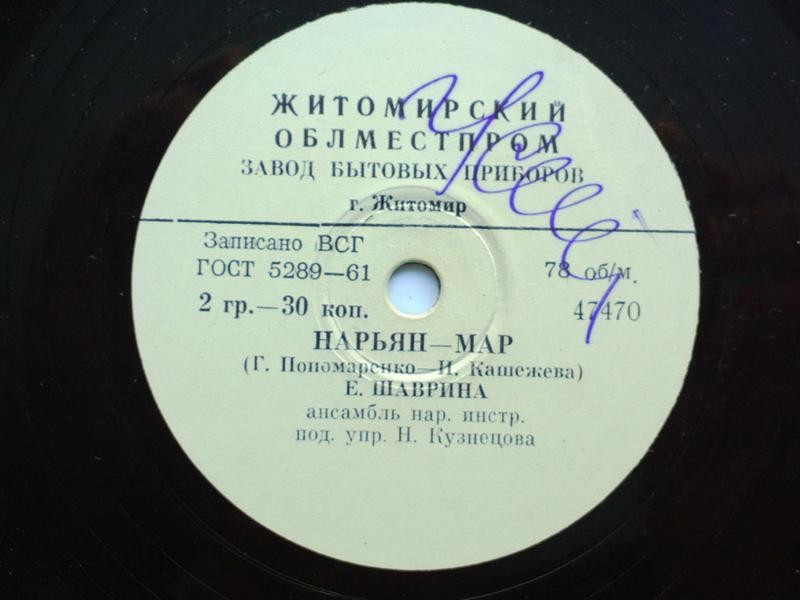 ЖИТОМИРСКИЙ
ОБЛМЕСТПРОМ
ЗАВОД БЫТОВЫХ ПРИБОРОВ
г. Житомир
Записано ВСГ
ГОСТ 5289—61 78 об/м.
2 гр.—30 коп. 47470
НАРЬЯН—МАР
(Г. Пономаренко—И. Кашежева)
Е. ШАВРИНА
ансамбль нар. инстр.
под. упр. Н. Кузнецова